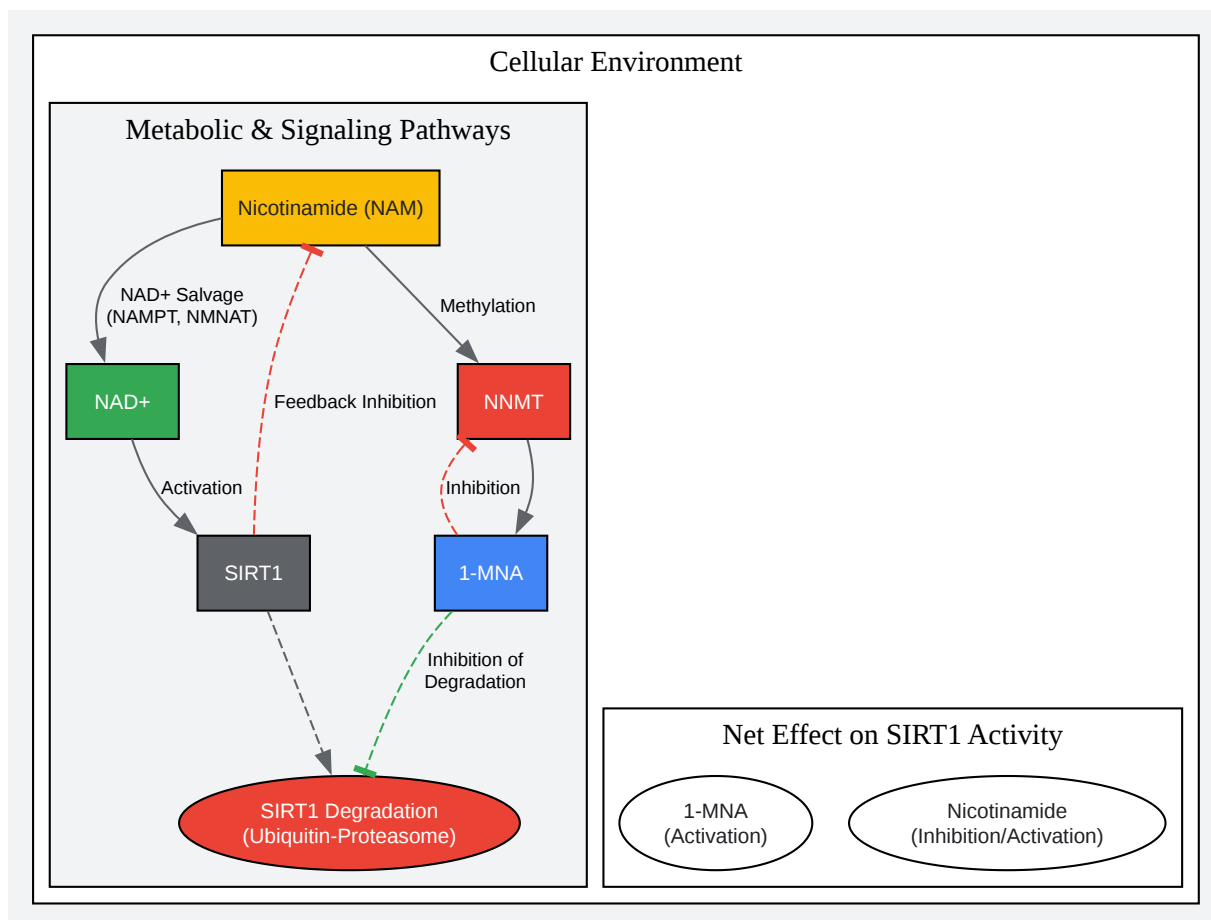 Cellular Environment
Metabolic & Signaling Pathways
Nicotinamide (NAM)
NAD+ Salvage
(NAMPT, NMNAT)
Methylation
NAD+
Feedback Inhibition
NNMT
Activation
Inhibition
SIRT1
1-MNA
Inhibition of
Degradation
SIRT1 Degradation
(Ubiquitin-Proteasome)
Net Effect on SIRT1 Activity
1-MNA
(Activation)
Nicotinamide
(Inhibition/Activation)